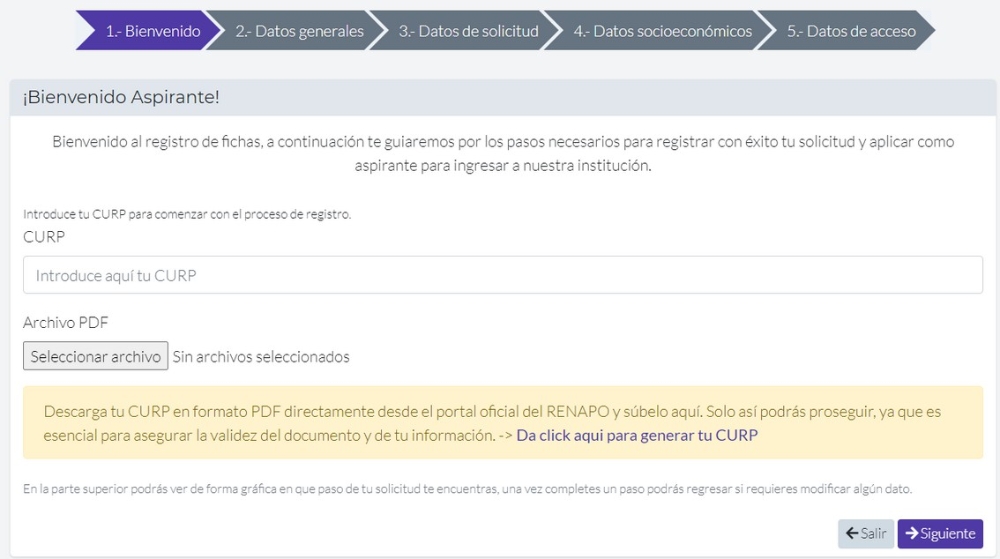 1.- Bienvenido
2.- Datos generales
3.- Datos de solicitud
4.- Datos socioeconómicos
5.- Datos de acceso
¡Bienvenido Aspirante!
Bienvenido al registro de fichas, a continuación te guiaremos por los pasos necesarios para registrar con éxito tu solicitud y aplicar como
aspirante para ingresar a nuestra institución.
Introduce tu CURP para comenzar con el proceso de registro.
CURP
Introduce aquí tu CURP
Archivo PDF
Seleccionar archivo Sin archivos seleccionados
Descarga tu CURP en formato PDF directamente desde el portal oficial del RENAPO y súbelo aquí. Solo así podrás proseguir, ya que es
esencial para asegurar la validez del documento y de tu información. -> Da click aqui para generar tu CURP
En la parte superior podrás ver de forma gráfica en que paso de tu solicitud te encuentras, una vez completes un paso podrás regresar si requieres modificar algún dato.
Salir
Siguiente